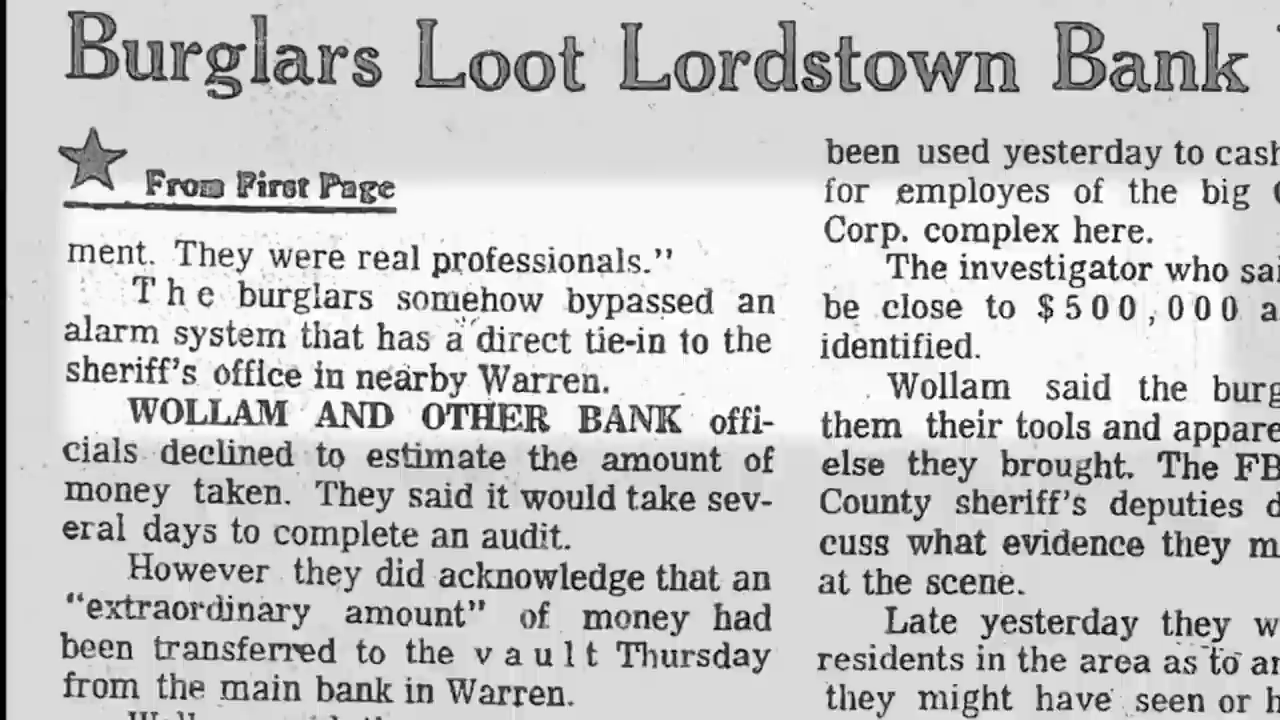 Burglars Loot Lordstown Bank
From First Page
ment. They were real professionals."
The burglars somehow bypassed an
alarm system that has a direct tie-in to the
sheriff's office in nearby Warren.
WOLLAM AND OTHER BANK offi-
cials declined to estimate the amount of
money taken. They said it would take sev-
eral days to complete an audit.
However they did acknowledge that an
"extraordinary amount" of money had
been transferred to the vault Thursday
from the main bank in Warren.
been used yesterday to cash
for employes of the big
Corp. complex here.
The investigator who sai
be close to $500,000 a
identified.
Wollam said the burg
them their tools and appare
else they brought. The FB
County sheriff's deputies d
cuss what evidence they m
at the scene.
Late yesterday they w
residents in the area as to an
they might have seen or h